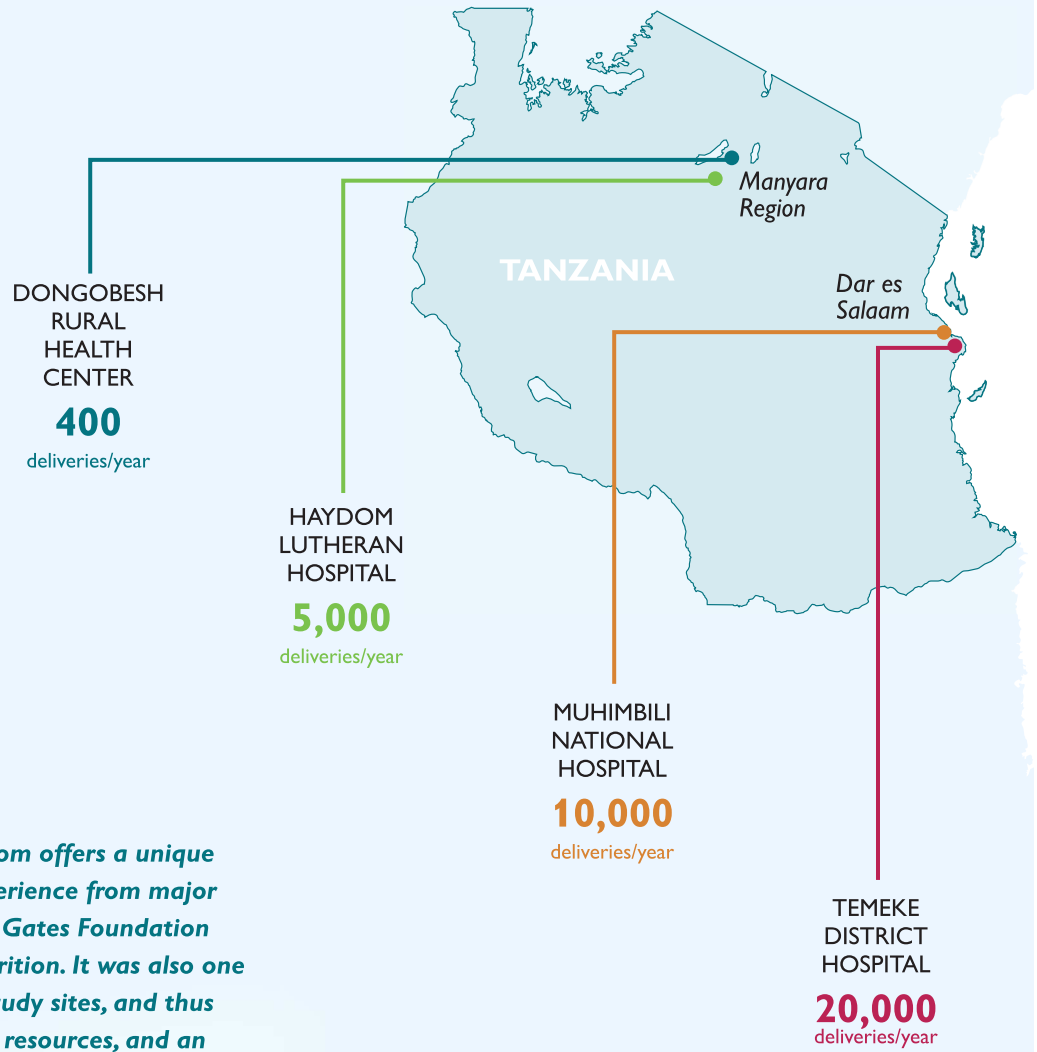 Manyara
Region
TANZANIA
Dar es
Salaam
DONGOBESH
RURAL
HEALTH
CENTER
400
deliveries/year
HAYDOM
LUTHERAN
HOSPITAL
5,000
deliveries/year
MUHIMBILI
NATIONAL
HOSPITAL
10,000
deliveries/year
TEMEKE
DISTRICT
HOSPITAL
20,000
deliveries/year
om offers a unique
erience from major
Gates Foundation
rition. It was also one
udy sites, and thus
resources, and an